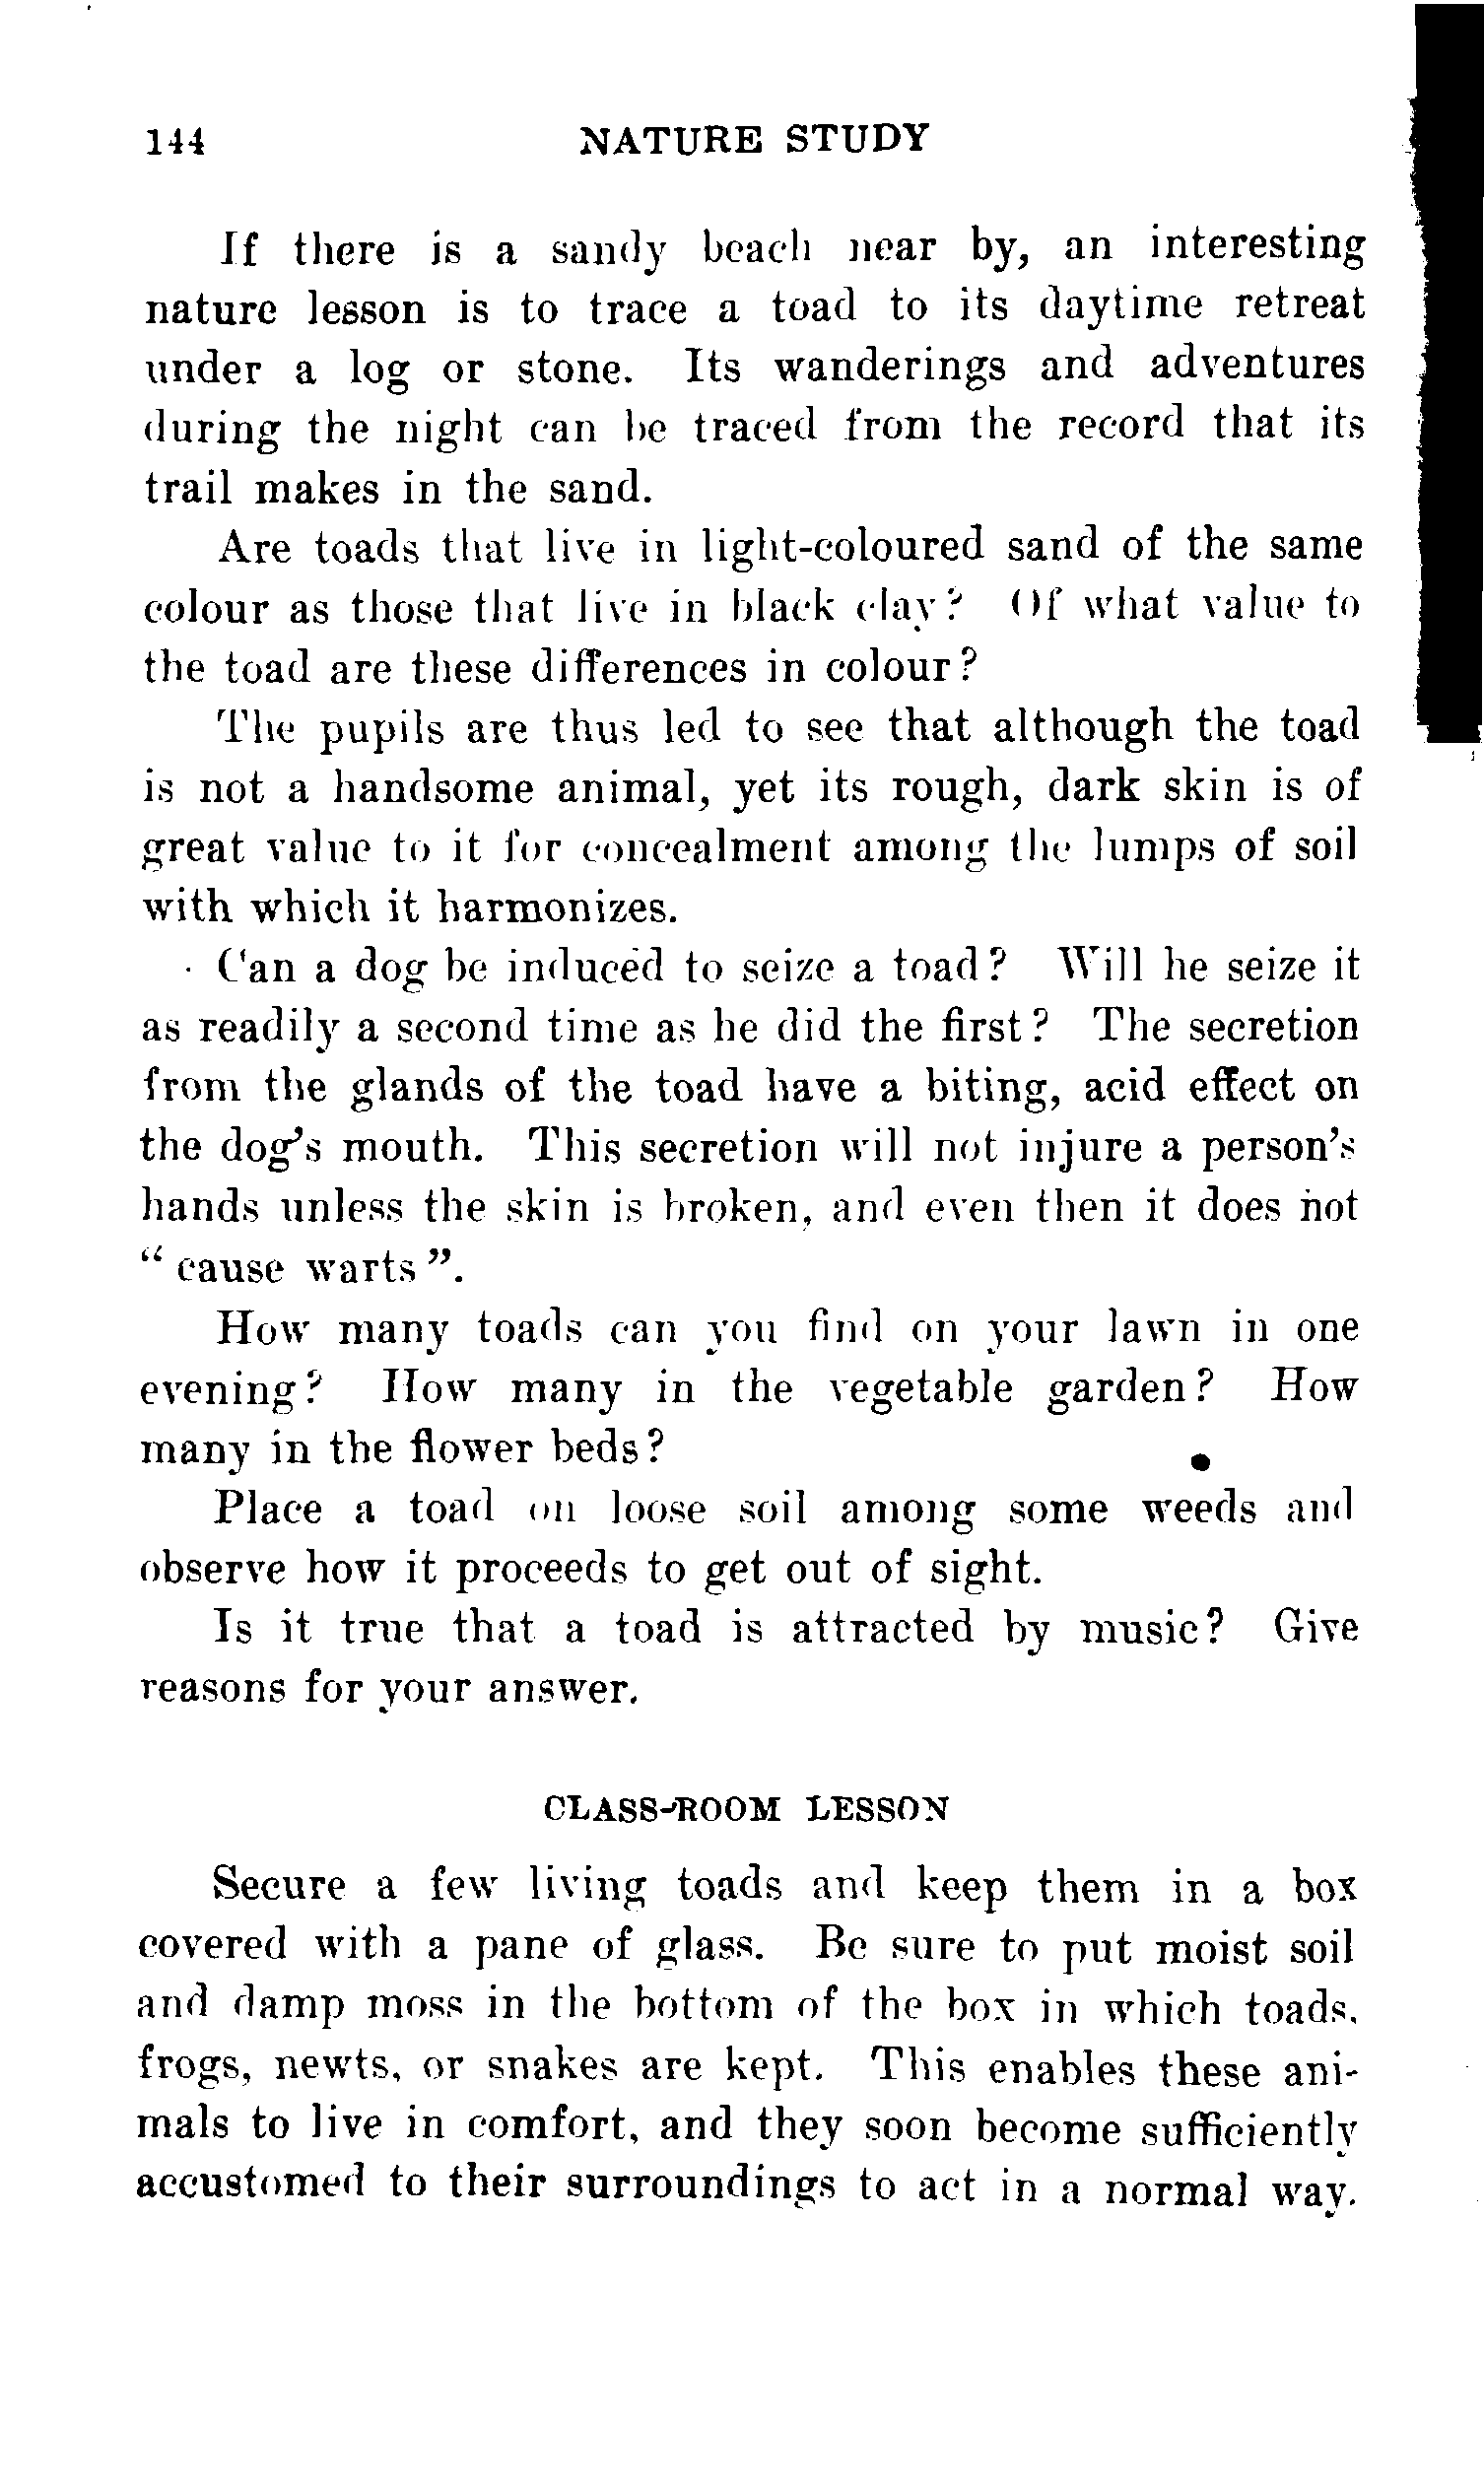 144 NATURE STUDY
If there is a sandy beach near by, an interesting
nature lesson is to trace a toad to its daytime retreat
under a log or stone. Its wanderings and adventures
during the night can be traced from the record that its
trail makes in the sand.
Are toads that live in light-coloured sand of the same
colour as those that live in black clay? Of what value to
the toad are these differences in colour?
The pupils are thus led to see that although the toad
is not a handsome animal, yet its rough, dark skin is of
great value to it for concealment among the lumps of soil
with which it harmonizes.
Can a dog be induced to seize a toad? Will he seize it
as readily a second time as he did the first? The secretion
from the glands of the toad have a biting, acid effect on
the dog's mouth. This secretion will not injure a person's
hands unless the skin is broken, and even then it does not
“ cause warts ”.
How many toads can you find on your lawn in one
evening? How many in the vegetable garden? How
many in the flower beds?
Place a toad on loose soil among some weeds and
observe how it proceeds to get out of sight.
Is it true that a toad is attracted by music? Give
reasons for your answer.
CLASS-ROOM LESSON
Secure a few living toads and keep them in a box
covered with a pane of glass. Be sure to put moist soil
and damp moss in the bottom of the box in which toads,
frogs, newts, or snakes are kept. This enables these ani-
mals to live in comfort, and they soon become sufficiently
accustomed to their surroundings to act in a normal way.